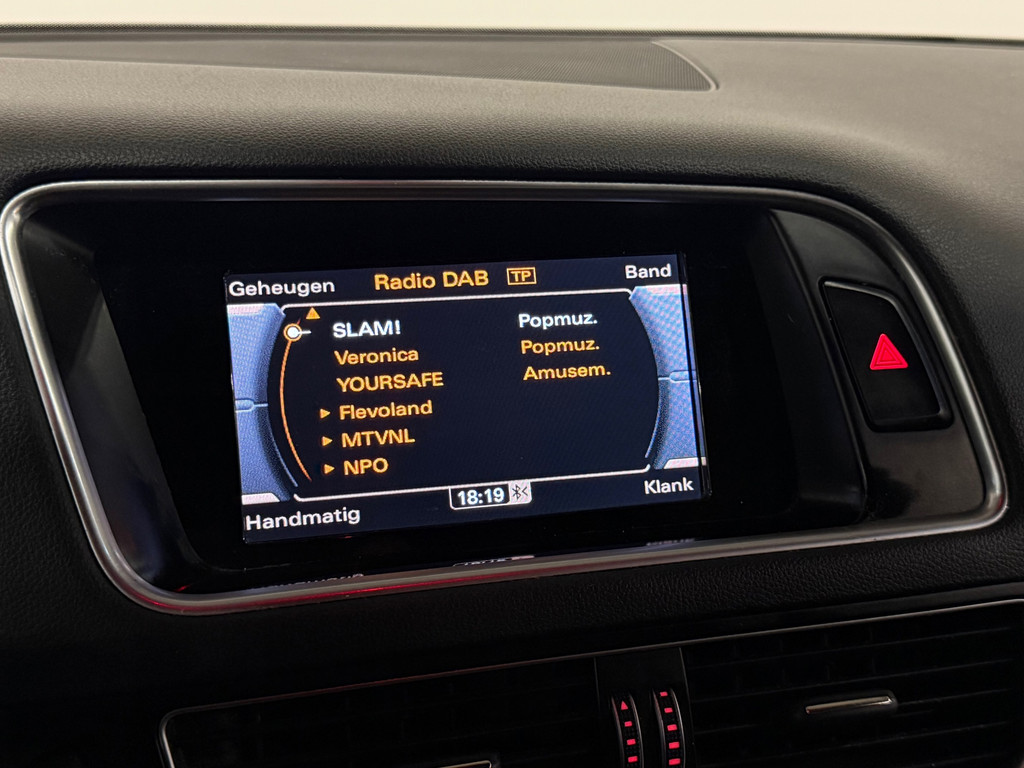 Geheugen Radio DAB TP Band
SLAM! Popmuz.
Veronica Popmuz.
YOURSAFE Amusem.
Flevoland
MTVNL
NPO
Handmatig 18:19 Klank